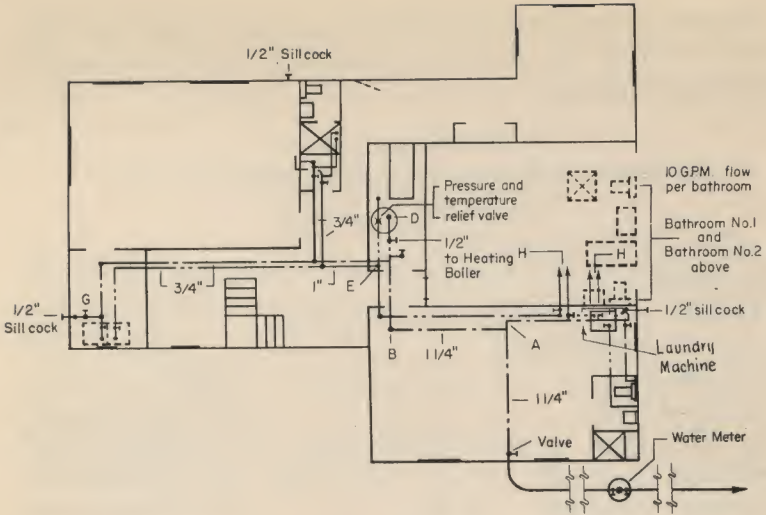 1/2" Sill cock
10 G.P.M. flow
per bathroom
Pressure and
temperature
relief valve
D
3/4"
1/2"
to Heating
Boiler
H
H
Bathroom No.1
and
Bathroom No.2
above
3/4"
1"
E
G
1/2"
Sill cock
1/2" sill cock
B
1 1/4"
A
Laundry
Machine
1 1/4"
Valve
Water Meter